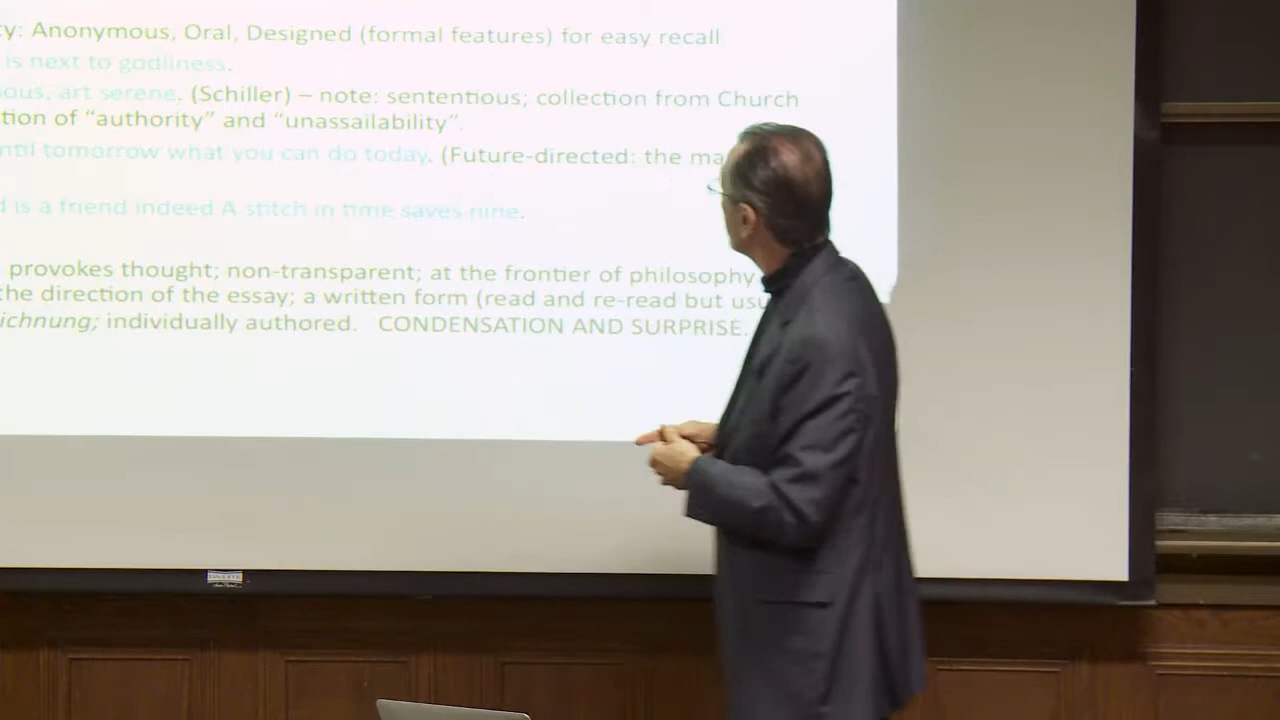 ty: Anonymous, Oral, Designed (formal features) for easy recall
is next to godliness.
ious, art serene. (Schiller) – note: sententious; collection from Church
tion of “authority” and “unassailability”.
ntil tomorrow what you can do today. (Future-directed: the ma
d is a friend indeed A stitch in time saves nine.
provokes thought; non-transparent; at the frontier of philosophy
the direction of the essay; a written form (read and re-read but usu
ichnung; individually authored. CONDENSATION AND SURPRISE.